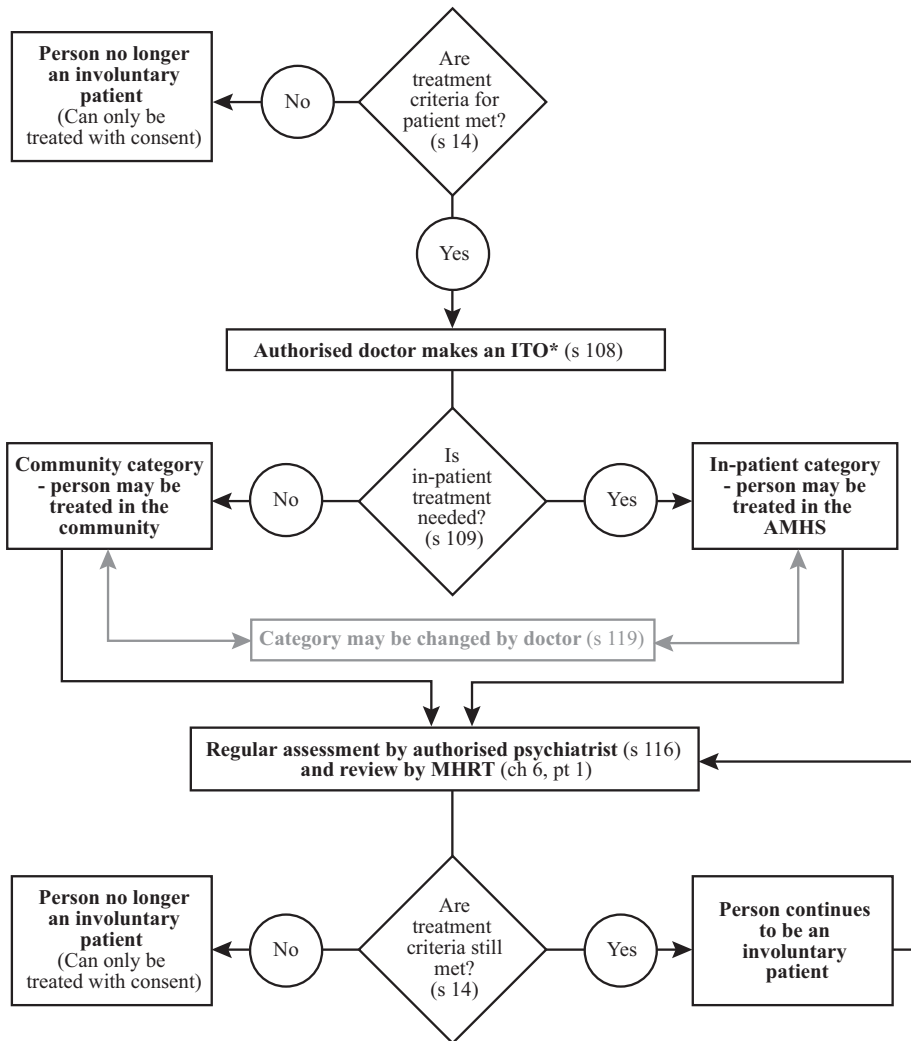 Person no longer
an involuntary
patient
(Can only be
treated with consent)
No
Are
treatment
criteria for
patient met?
(s 14)
Yes
Authorised doctor makes an ITO* (s 108)
Community category
- person may be
treated in the
community
No
Is
in-patient
treatment
needed?
(s 109)
Yes
In-patient category
- person may be
treated in the
AMHS
Category may be changed by doctor (s 119)
Regular assessment by authorised psychiatrist (s 116)
and review by MHRT (ch 6, pt 1)
Person no longer
an involuntary
patient
(Can only be
treated with consent)
No
Are
treatment
criteria still
met?
(s 14)
Yes
Person continues
to be an
involuntary
patient